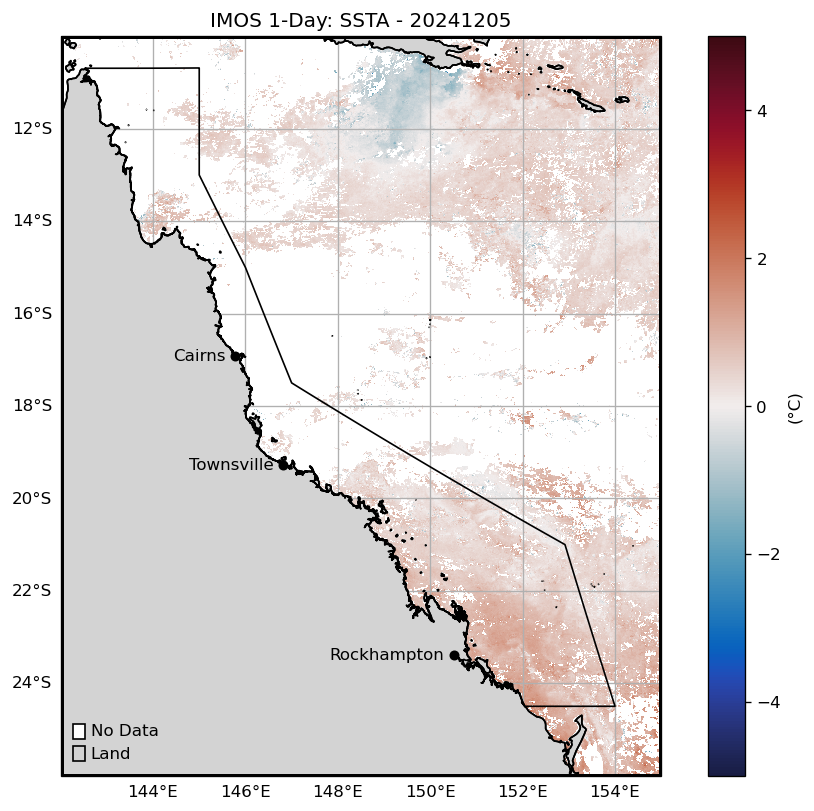 IMOS 1-Day: SSTA - 20241205
12°S
14°S
16°S
18°S
20°S
22°S
24°S
Cairns
Townsville
Rockhampton
No Data
Land
144°E 146°E 148°E 150°E 152°E 154°E
4
2
0
−2
−4
(°C)